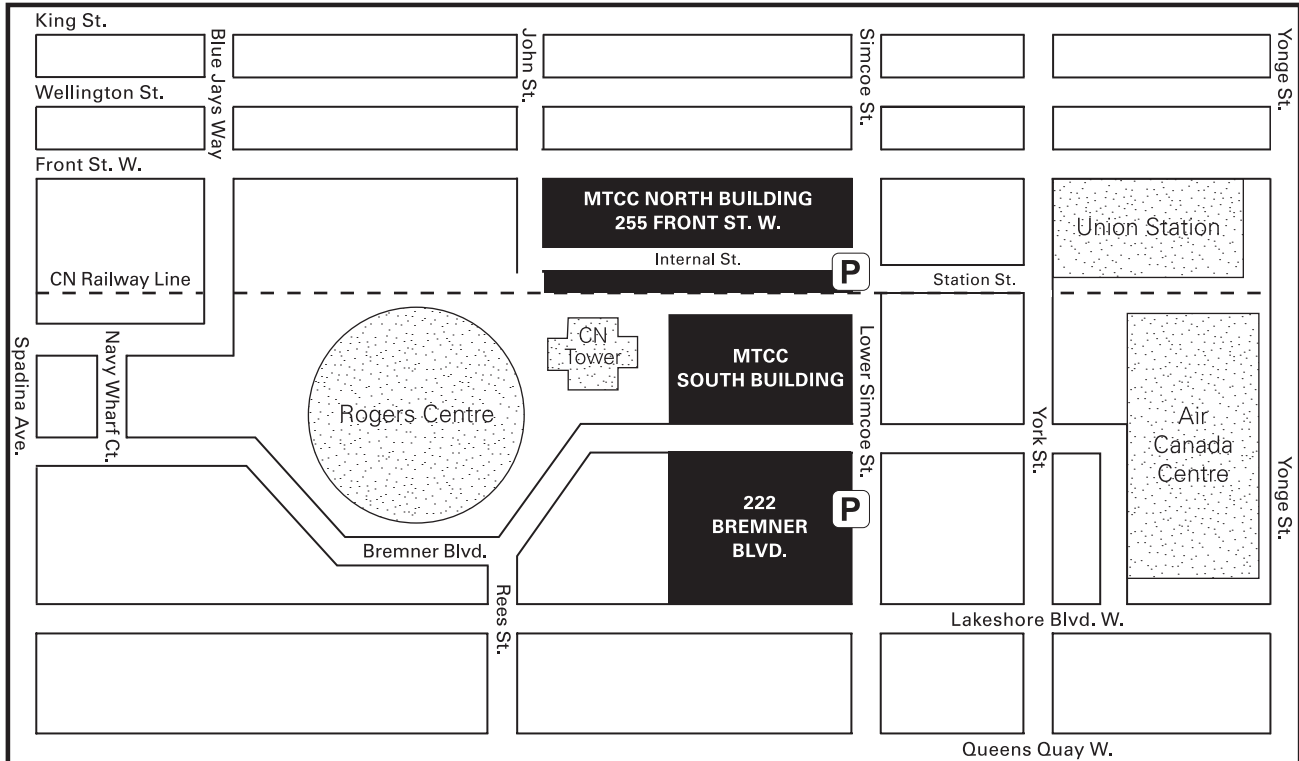 King St.
Blue Jays Way
John St.
Simcoe St.
Yonge St.
Wellington St.
Front St. W.
MTCC NORTH BUILDING
255 FRONT ST. W.
Union Station
Internal St.
P
CN Railway Line
Station St.
Spadina Ave.
Navy Wharf Ct.
Rogers Centre
CN
Tower
MTCC
SOUTH BUILDING
Lower Simcoe St.
York St.
Air
Canada
Centre
Yonge St.
222
BREMNER
BLVD.
P
Bremner Blvd.
Rees St.
Lakeshore Blvd. W.
Queens Quay W.